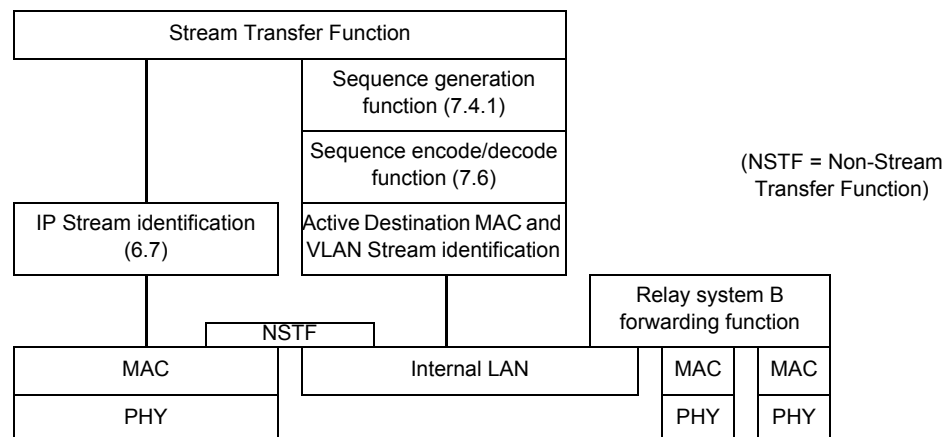 Stream Transfer Function
Sequence generation
function (7.4.1)
Sequence encode/decode
function (7.6)
(NSTF = Non-Stream
Transfer Function)
IP Stream identification
(6.7)
Active Destination MAC and
VLAN Stream identification
Relay system B
forwarding function
NSTF
MAC
Internal LAN
MAC
MAC
PHY
PHY
PHY